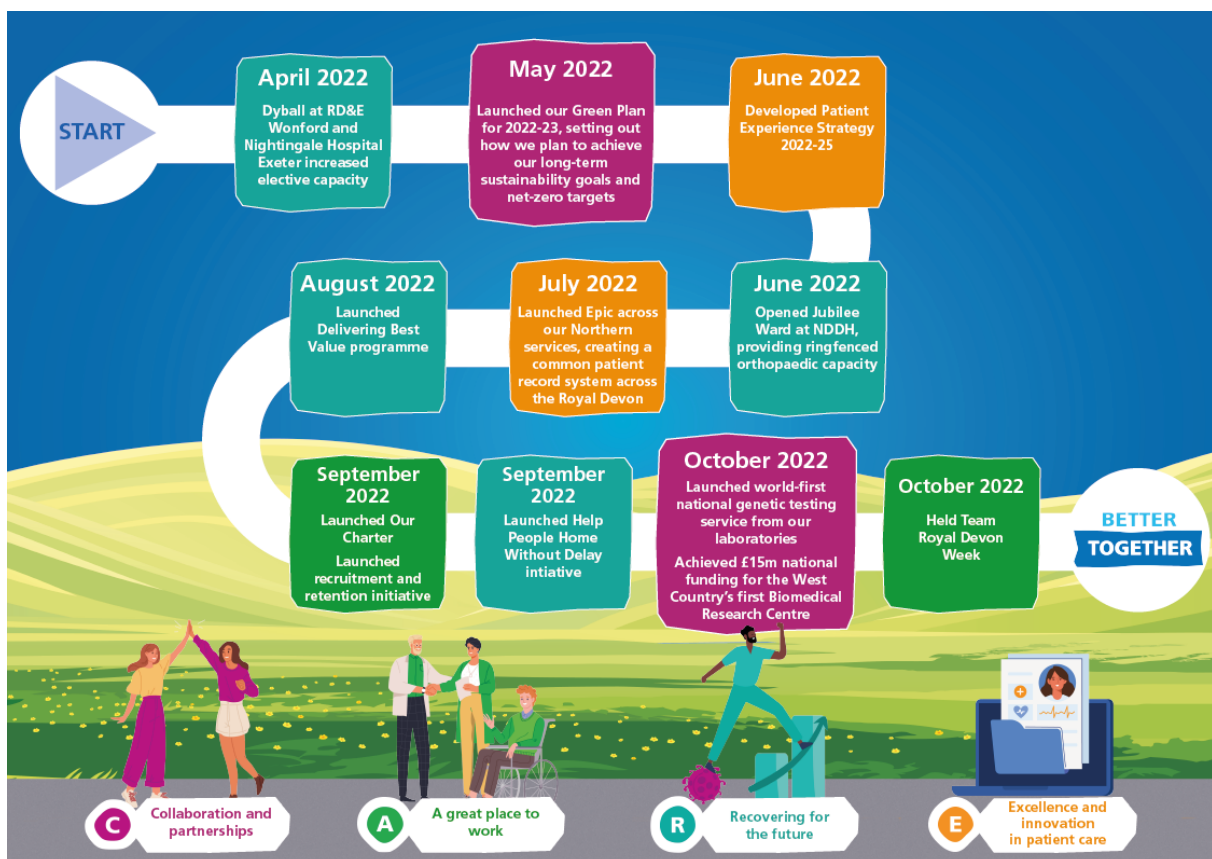 START
April 2022
Dyball at RD&E
Wonford and
Nightingale Hospital
Exeter increased
elective capacity
May 2022
Launched our Green Plan
for 2022-23, setting out
how we plan to achieve
our long-term
sustainability goals and
net-zero targets
June 2022
Developed Patient
Experience Strategy
2022-25
June 2022
Opened Jubilee
Ward at NDDH,
providing ringfenced
orthopaedic capacity
July 2022
Launched Epic across
our Northern
services, creating a
common patient
record system across
the Royal Devon
August 2022
Launched
Delivering Best
Value programme
September
2022
Launched Our
Charter
Launched
recruitment and
retention initiative
September
2022
Launched Help
People Home
Without Delay
intiative
October 2022
Launched world-first
national genetic testing
service from our
laboratories
Achieved £15m national
funding for the West
Country’s first Biomedical
Research Centre
October 2022
Held Team
Royal Devon
Week
BETTER
TOGETHER
C
Collaboration and
partnerships
A
A great place to
work
R
Recovering for
the future
E
Excellence and
innovation
in patient care